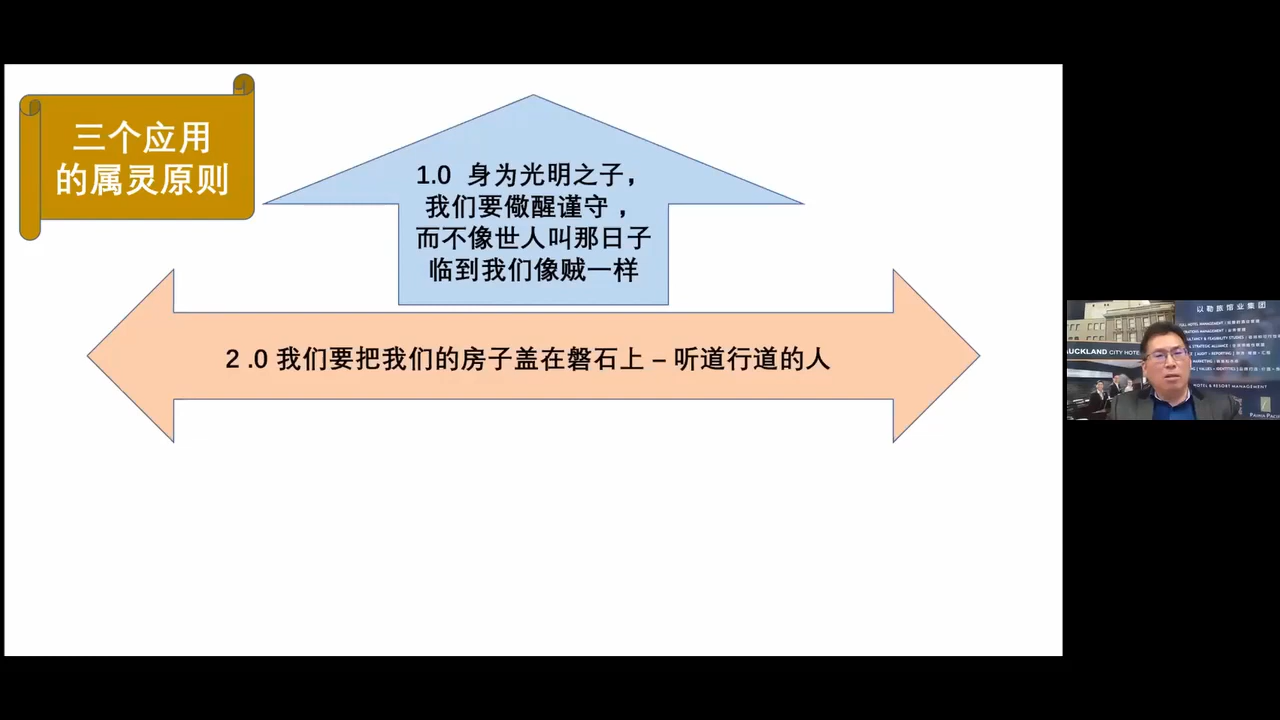 三个应用
的属灵原则
1.0 身为光明之子，
我们要儆醒谨守，
而不像世人叫那日子
临到我们像贼一样
2 .0 我们要把我们的房子盖在磐石上 – 听道行道的人
以勒旅馆业集团
AUCKLAND CITY HOTE
HOTEL & RESORT MANAGEMENT